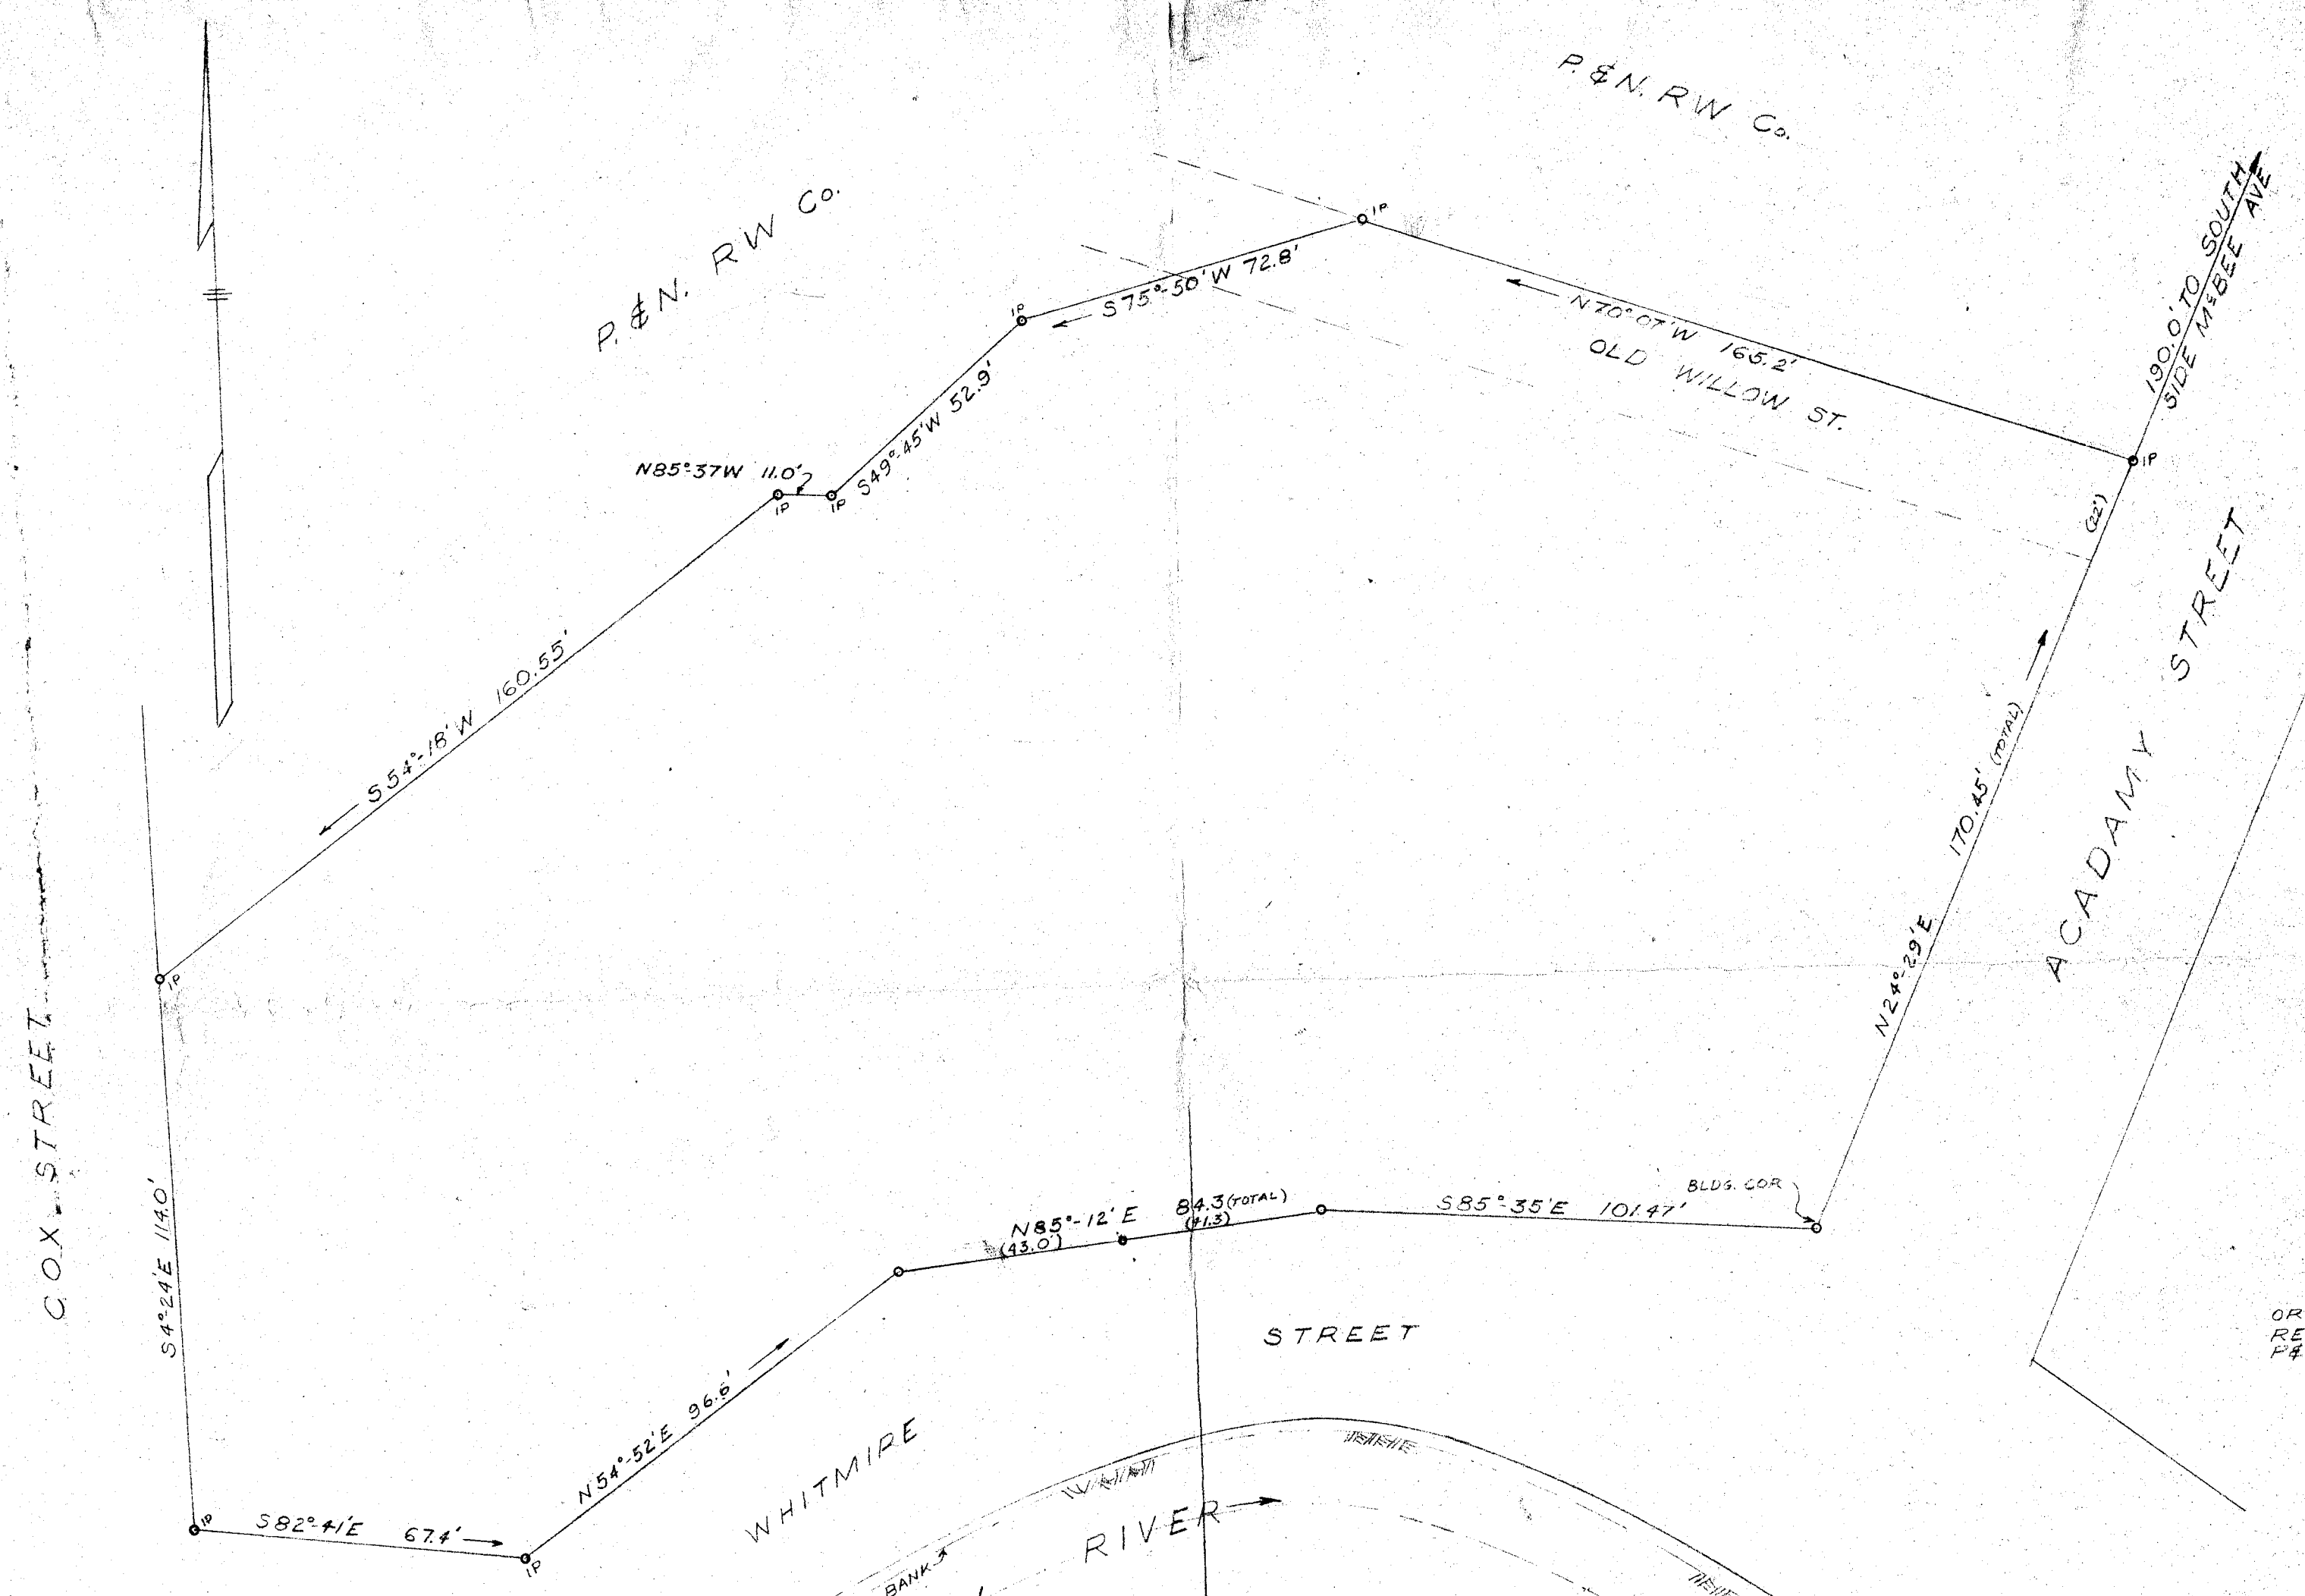 P. & N. RW Co.
P. & N. RW Co.
190.0' TO SOUTH
SIDE McBEE AVE
IP
S75°-50'W 72.8'
IP
N70°-07'W 165.2'
OLD WILLOW ST.
IP
S49°-45'W 52.9'
N85°-37W 11.0'
IP
IP
(22')
ACADAMY STREET
170.45' (TOTAL)
N24°-29'E
S54°-18'W 160.55'
IP
COX STREET
S4°-24'E 114.0'
BLDG. COR
S85°-35'E 101.47'
N85°-12'E 84.3 (TOTAL)
(43.0') (41.3)
N54°-52'E 96.6'
IP
S82°-41'E 67.4'
IP
WHITMIRE STREET
RIVER
BANK
OR
RE
P&